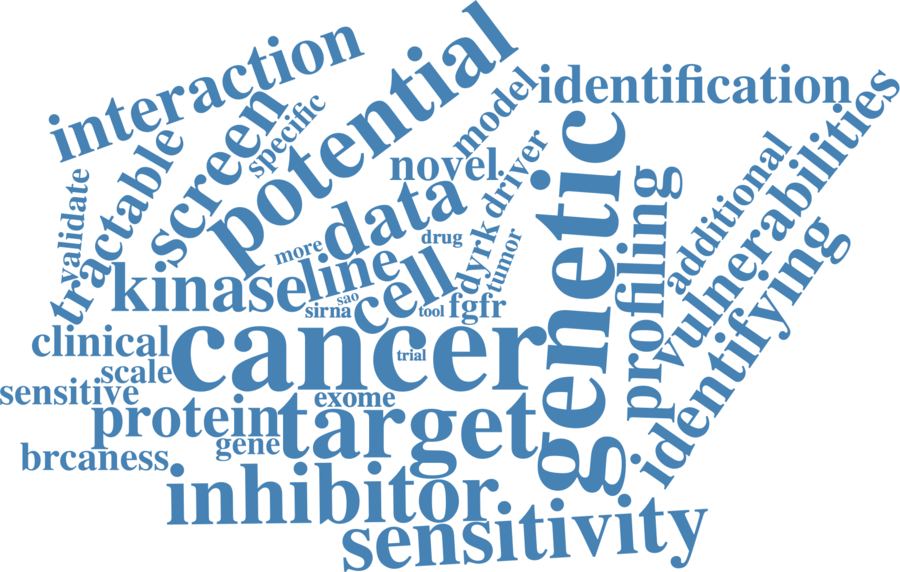 interaction
potential
identification
screen
specific
model
tractable
validate
novel
driver
genetic
vulnerabilities
additional
profiling
identifying
data
drug
more
line
dyrk
tumor
kinase
cell
sao
sirna
tool
fgfr
clinical
cancer
trial
scale
sensitive
exome
protein
target
gene
brcaness
inhibitor
sensitivity